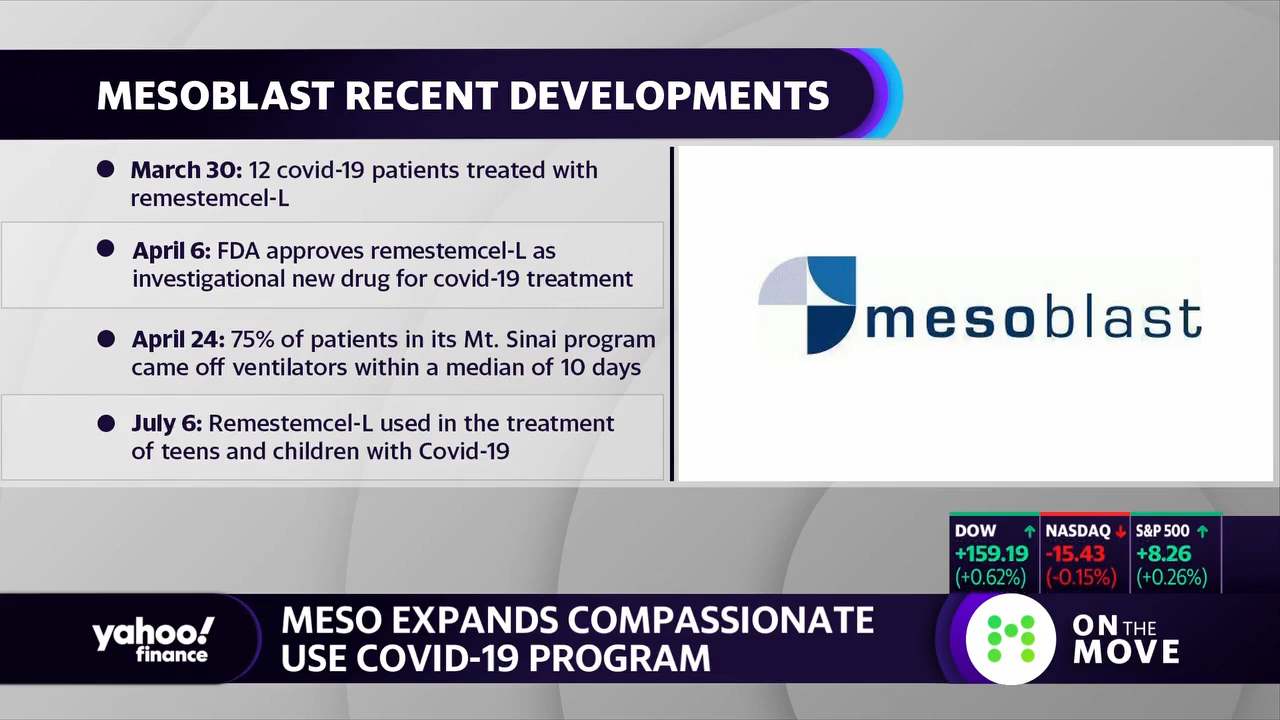 MESOBLAST RECENT DEVELOPMENTS
● March 30: 12 covid-19 patients treated with
remestemcel-L
● April 6: FDA approves remestemcel-L as
investigational new drug for covid-19 treatment
● April 24: 75% of patients in its Mt. Sinai program
came off ventilators within a median of 10 days
● July 6: Remestemcel-L used in the treatment
of teens and children with Covid-19
mesoblast
DOW ↑
+159.19
(+0.62%)
NASDAQ ↓
-15.43
(-0.15%)
S&P 500 ↑
+8.26
(+0.26%)
yahoo!
finance
MESO EXPANDS COMPASSIONATE
USE COVID-19 PROGRAM
ON THE
MOVE